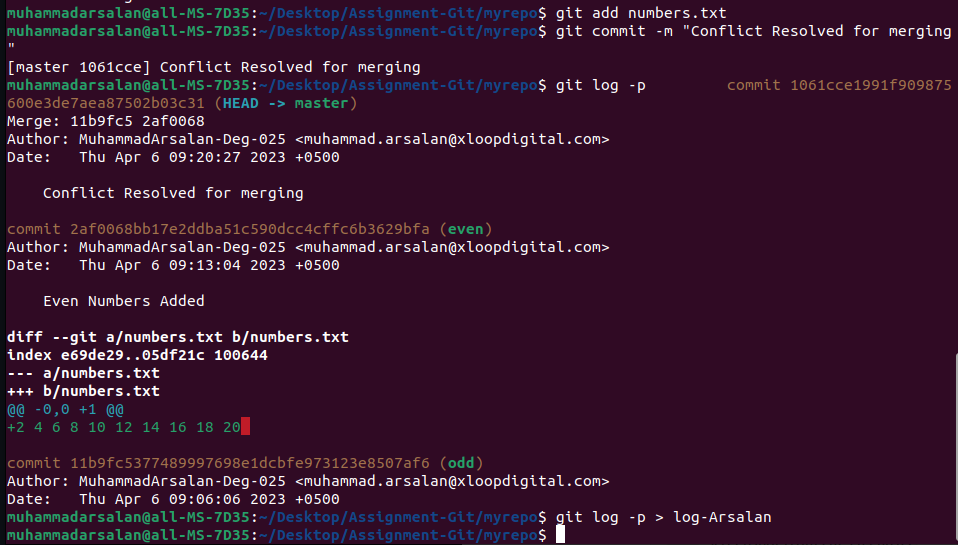 muhammadarsalan@all-MS-7D35:~/Desktop/Assignment-Git/myrepo$ git add numbers.txt
muhammadarsalan@all-MS-7D35:~/Desktop/Assignment-Git/myrepo$ git commit -m "Conflict Resolved for merging
"
[master 1061cce] Conflict Resolved for merging
muhammadarsalan@all-MS-7D35:~/Desktop/Assignment-Git/myrepo$ git log -p         commit 1061cce1991f909875
600e3de7aea87502b03c31 (HEAD -> master)
Merge: 11b9fc5 2af0068
Author: MuhammadArsalan-Deg-025 <muhammad.arsalan@xloopdigital.com>
Date:   Thu Apr 6 09:20:27 2023 +0500
    Conflict Resolved for merging
commit 2af0068bb17e2ddba51c590dcc4cffc6b3629bfa (even)
Author: MuhammadArsalan-Deg-025 <muhammad.arsalan@xloopdigital.com>
Date:   Thu Apr 6 09:13:04 2023 +0500
    Even Numbers Added
diff --git a/numbers.txt b/numbers.txt
index e69de29..05df21c 100644
--- a/numbers.txt
+++ b/numbers.txt
@@ -0,0 +1 @@
+2 4 6 8 10 12 14 16 18 20
commit 11b9fc5377489997698e1dcbfe973123e8507af6 (odd)
Author: MuhammadArsalan-Deg-025 <muhammad.arsalan@xloopdigital.com>
Date:   Thu Apr 6 09:06:06 2023 +0500
muhammadarsalan@all-MS-7D35:~/Desktop/Assignment-Git/myrepo$ git log -p > log-Arsalan
muhammadarsalan@all-MS-7D35:~/Desktop/Assignment-Git/myrepo$